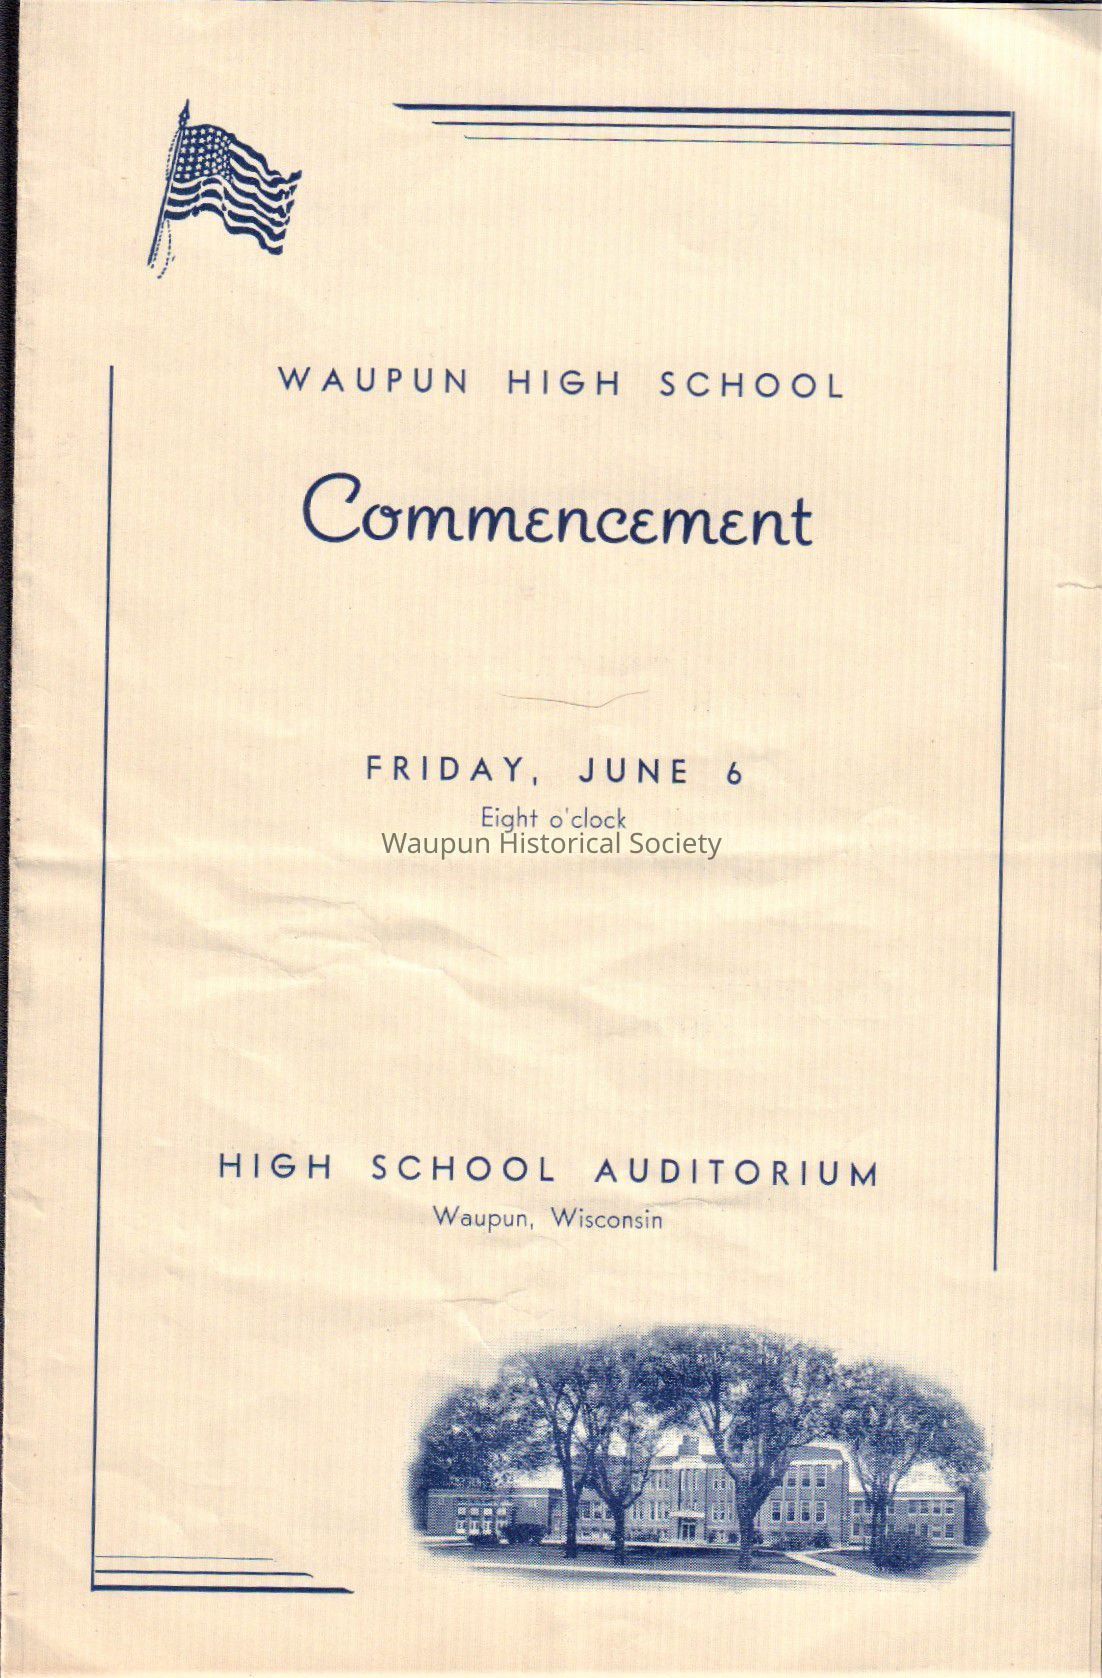 WAUPUN HIGH SCHOOL
Commencement
FRIDAY, JUNE 6
Eight o'clock
Waupun Historical Society
HIGH SCHOOL AUDITORIUM
Waupun, Wisconsin